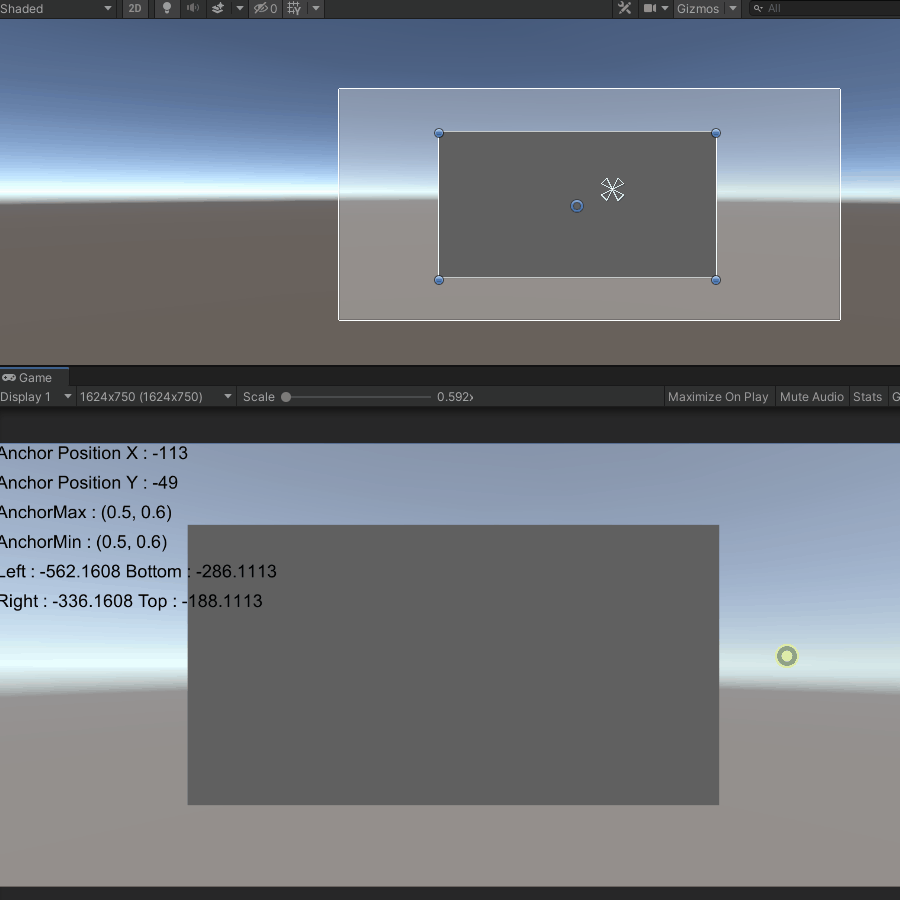 Shaded 2D 0 Gizmos All
Game
Display 1 1624x750 (1624x750) Scale 0.592x Maximize On Play Mute Audio Stats G
Anchor Position X : -113
Anchor Position Y : -49
AnchorMax : (0.5, 0.6)
AnchorMin : (0.5, 0.6)
Left : -562.1608 Bottom : -286.1113
Right : -336.1608 Top : -188.1113